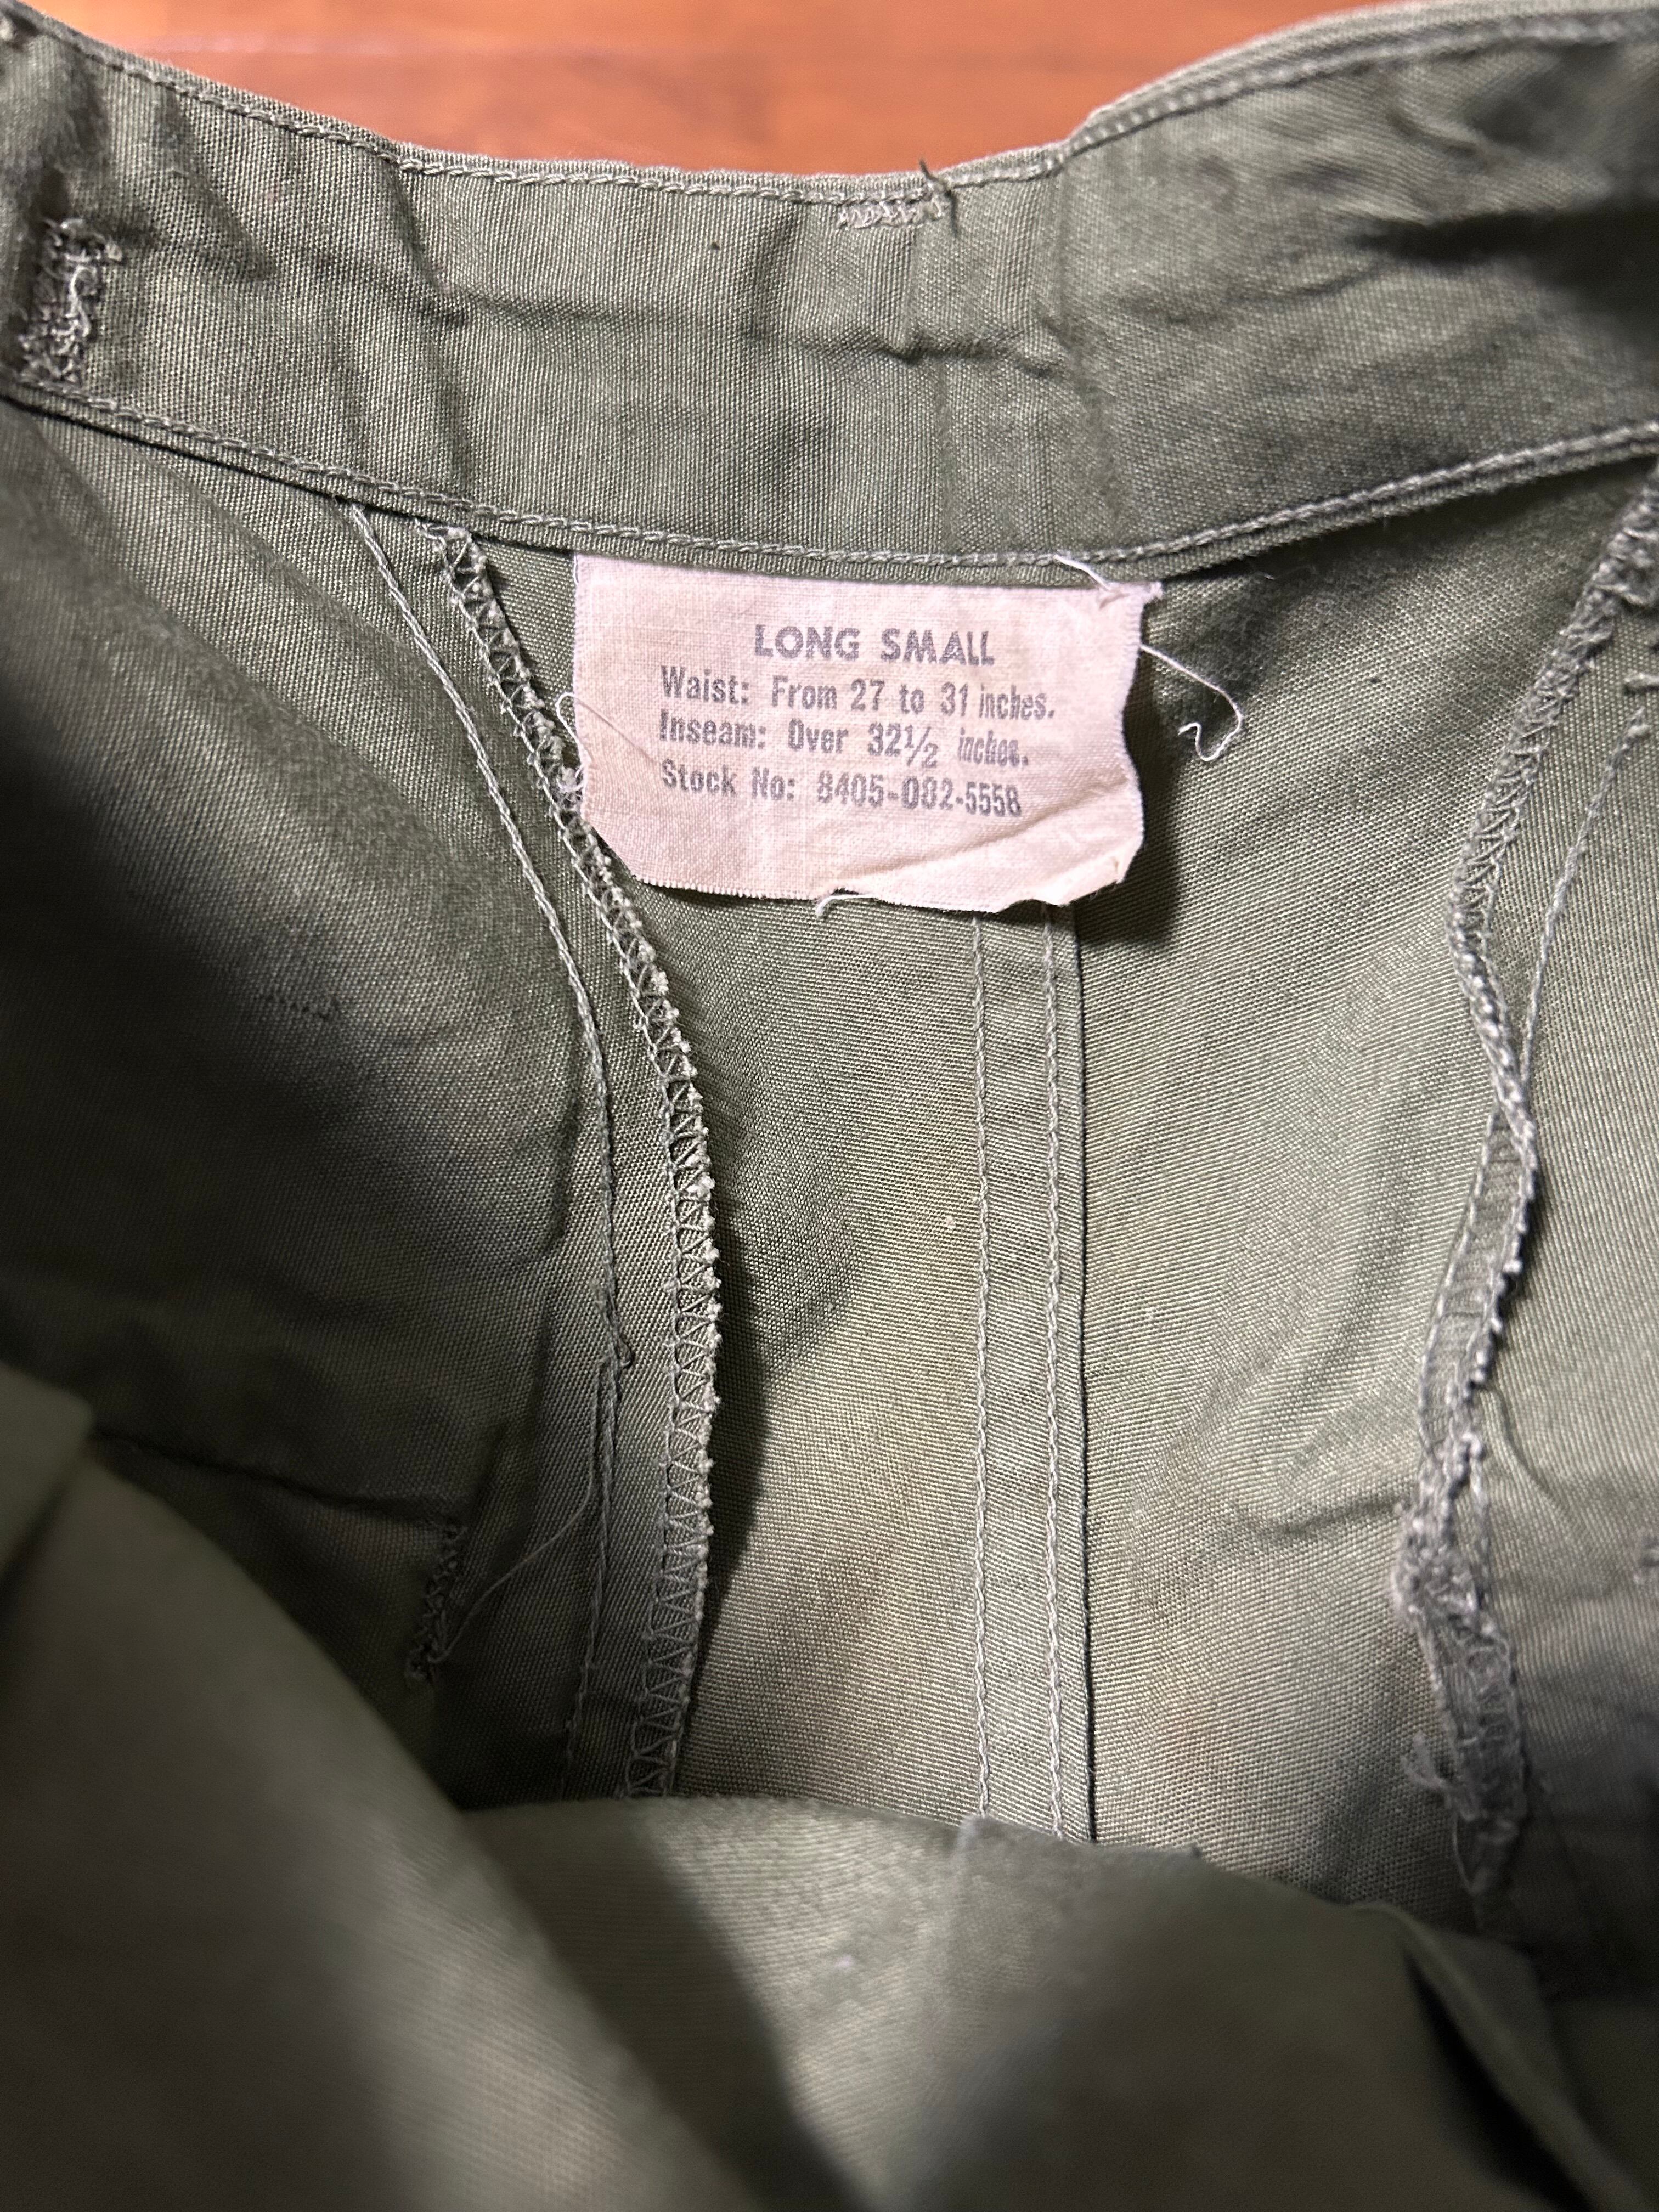 LONG SMALL
Waist: From 27 to 31 inches.
Inseam: Over 32½ inches.
Stock No: 8405-082-5558